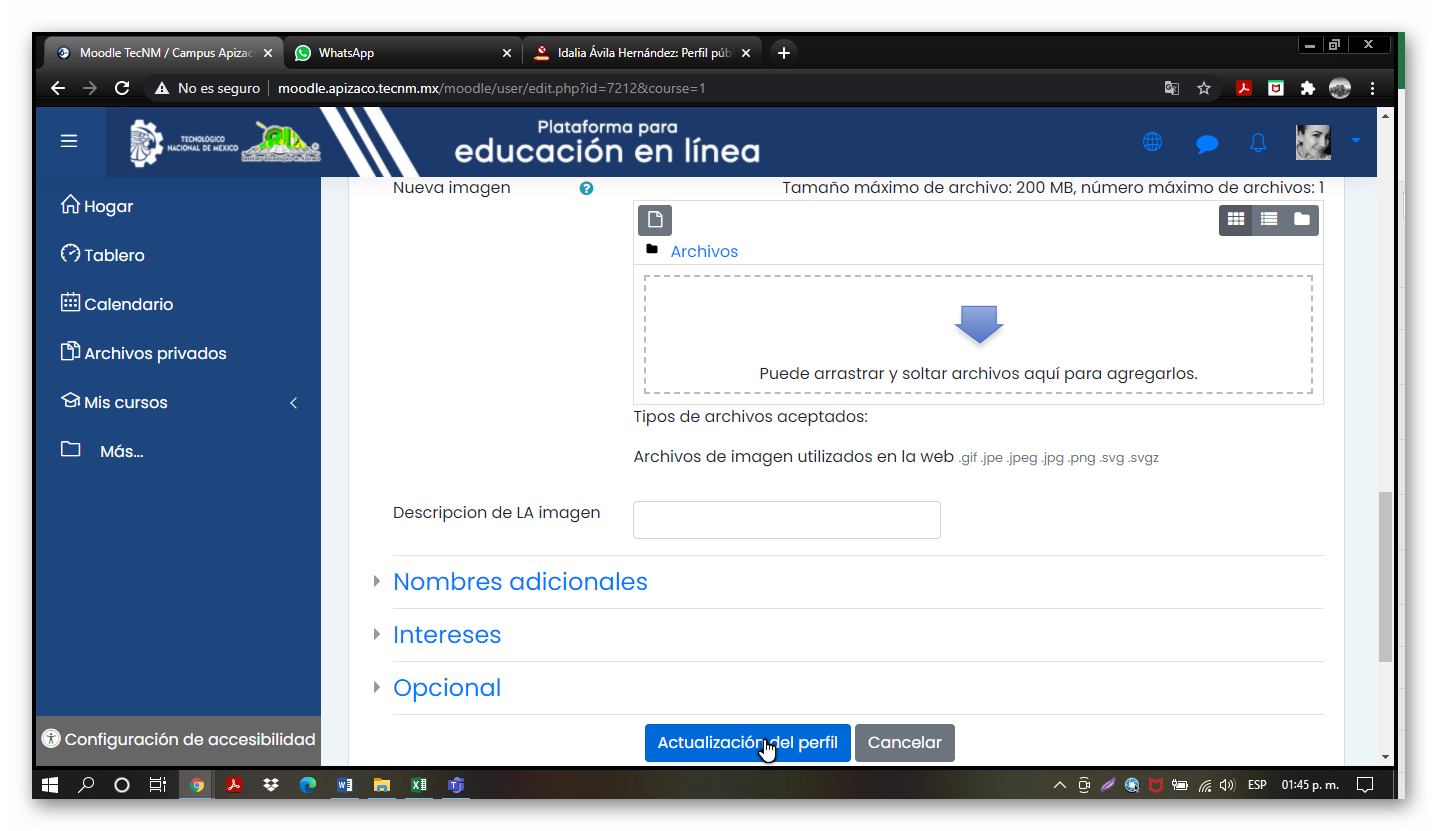 Moodle TecNM / Campus Apizac
WhatsApp
Idalia Ávila Hernández: Perfil púb
No es seguro | moodle.apizaco.tecnm.mx/moodle/user/edit.php?id=7212&course=1
TECNOLÓGICO
NACIONAL DE MÉXICO
Plataforma para
educación en línea
Hogar
Tablero
Calendario
Archivos privados
Mis cursos
Más...
Configuración de accesibilidad
Nueva imagen
Tamaño máximo de archivo: 200 MB, número máximo de archivos: 1
Archivos
Puede arrastrar y soltar archivos aquí para agregarlos.
Tipos de archivos aceptados:
Archivos de imagen utilizados en la web .gif .jpe .jpeg .jpg .png .svg .svgz
Descripcion de LA imagen
Nombres adicionales
Intereses
Opcional
Actualización del perfil
Cancelar
ESP
01:45 p. m.